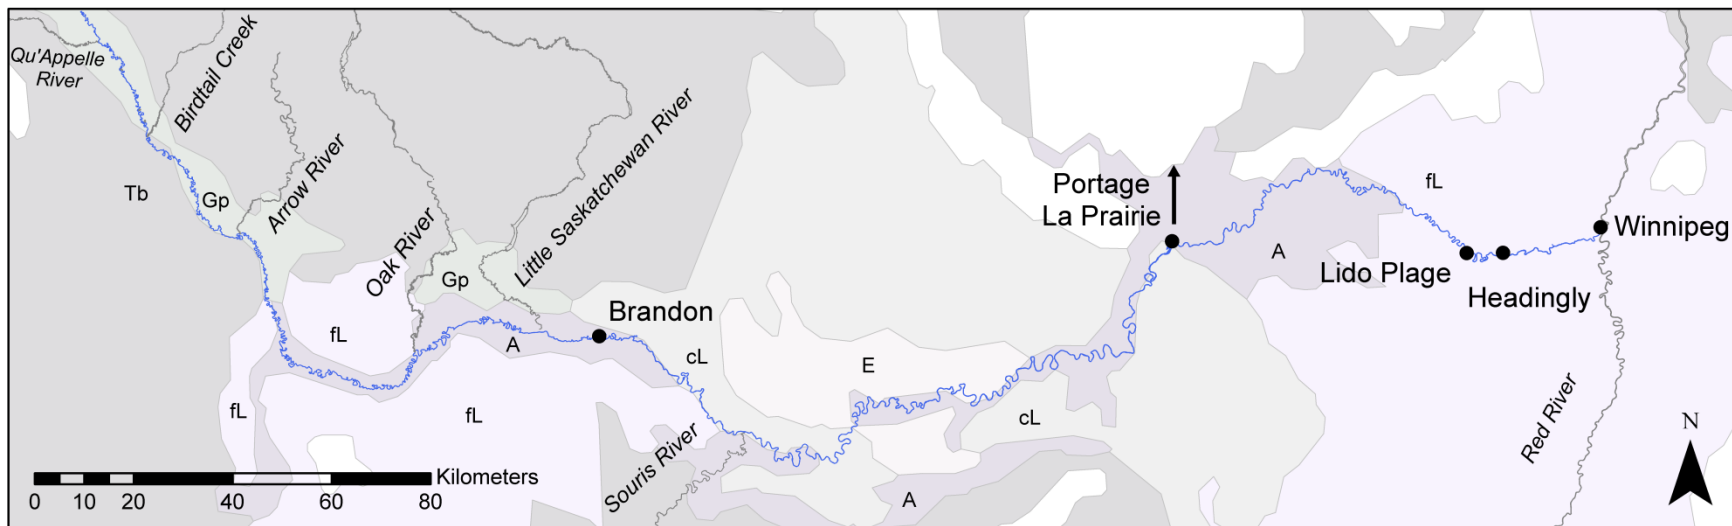 Qu'Appelle
River
Birdtail Creek
Arrow River
Oak River
Little Saskatchewan River
Tb
Gp
Gp
fL
A
Brandon
cL
E
fL
fL
Souris River
A
cL
Portage
La Prairie
A
fL
Lido Plage
Headingly
Winnipeg
Red River
N
Kilometers
0 10 20 40 60 80